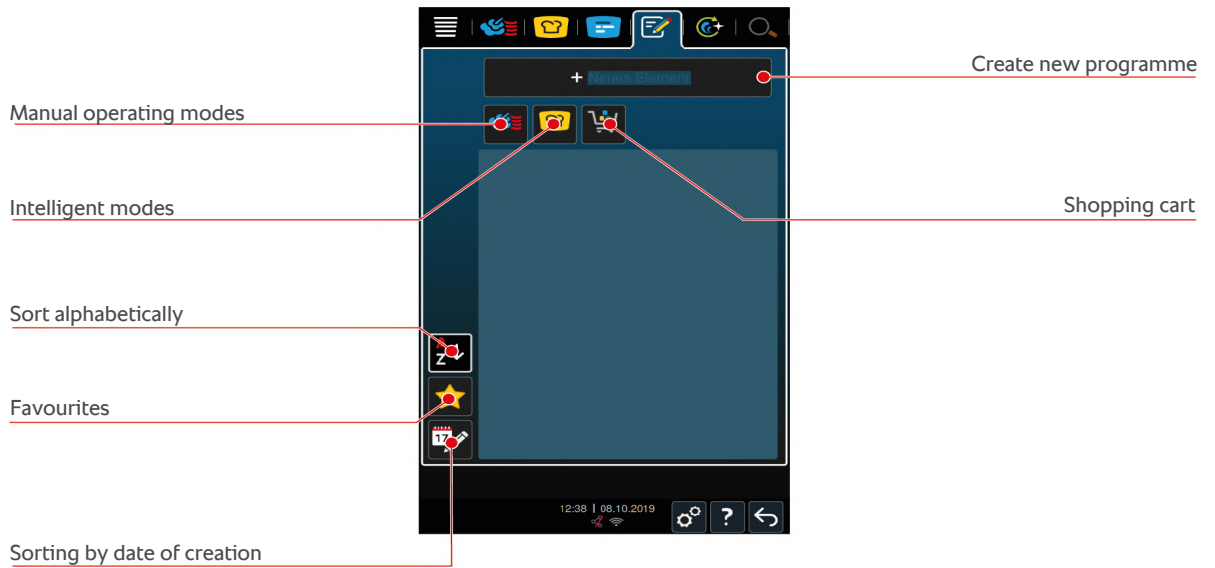 Create new programme
+ Neues Element
Manual operating modes
Intelligent modes
Shopping cart
Sort alphabetically
A
Z
Favourites
17
12:38 | 08.10.2019
?
Sorting by date of creation